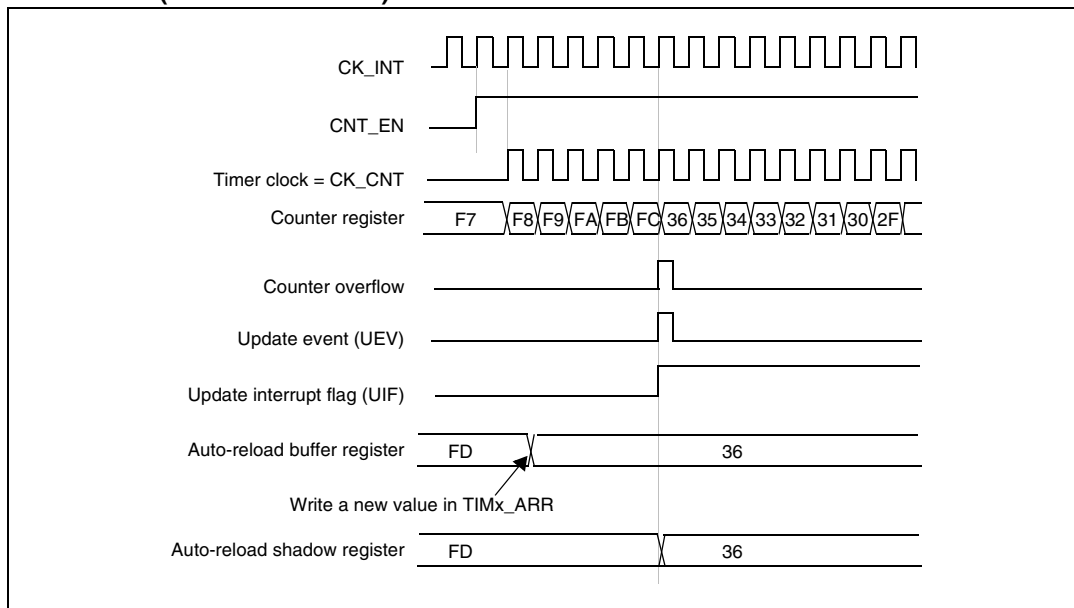 CK_INT
CNT_EN
Timer clock = CK_CNT
Counter register F7 F8 F9 FA FB FC 36 35 34 33 32 31 30 2F
Counter overflow
Update event (UEV)
Update interrupt flag (UIF)
Auto-reload buffer register FD 36
Write a new value in TIMx_ARR
Auto-reload shadow register FD 36